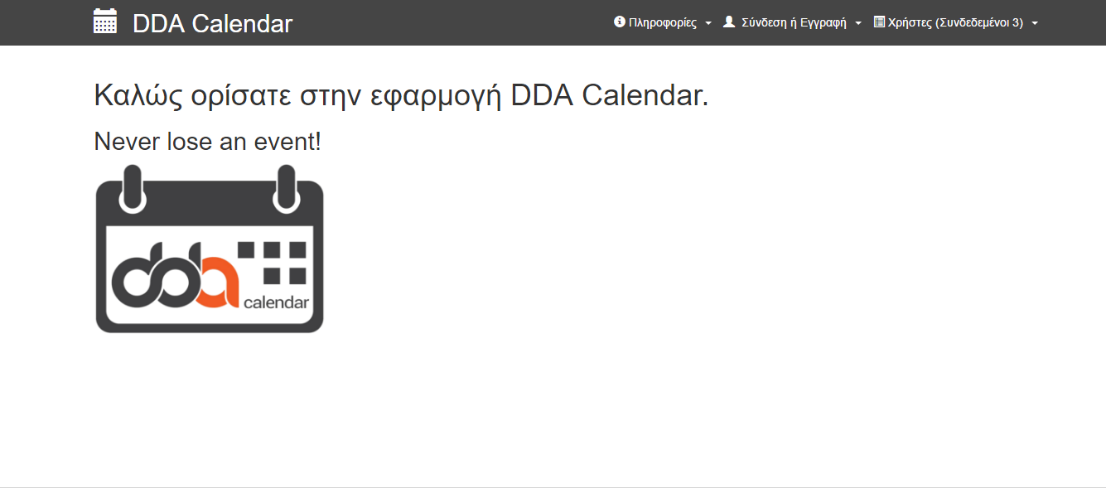 DDA Calendar
Πληροφορίες
Σύνδεση ή Εγγραφή
Χρήστες (Συνδεδεμένοι 3)
Καλώς ορίσατε στην εφαρμογή DDA Calendar.
Never lose an event!
dda
calendar